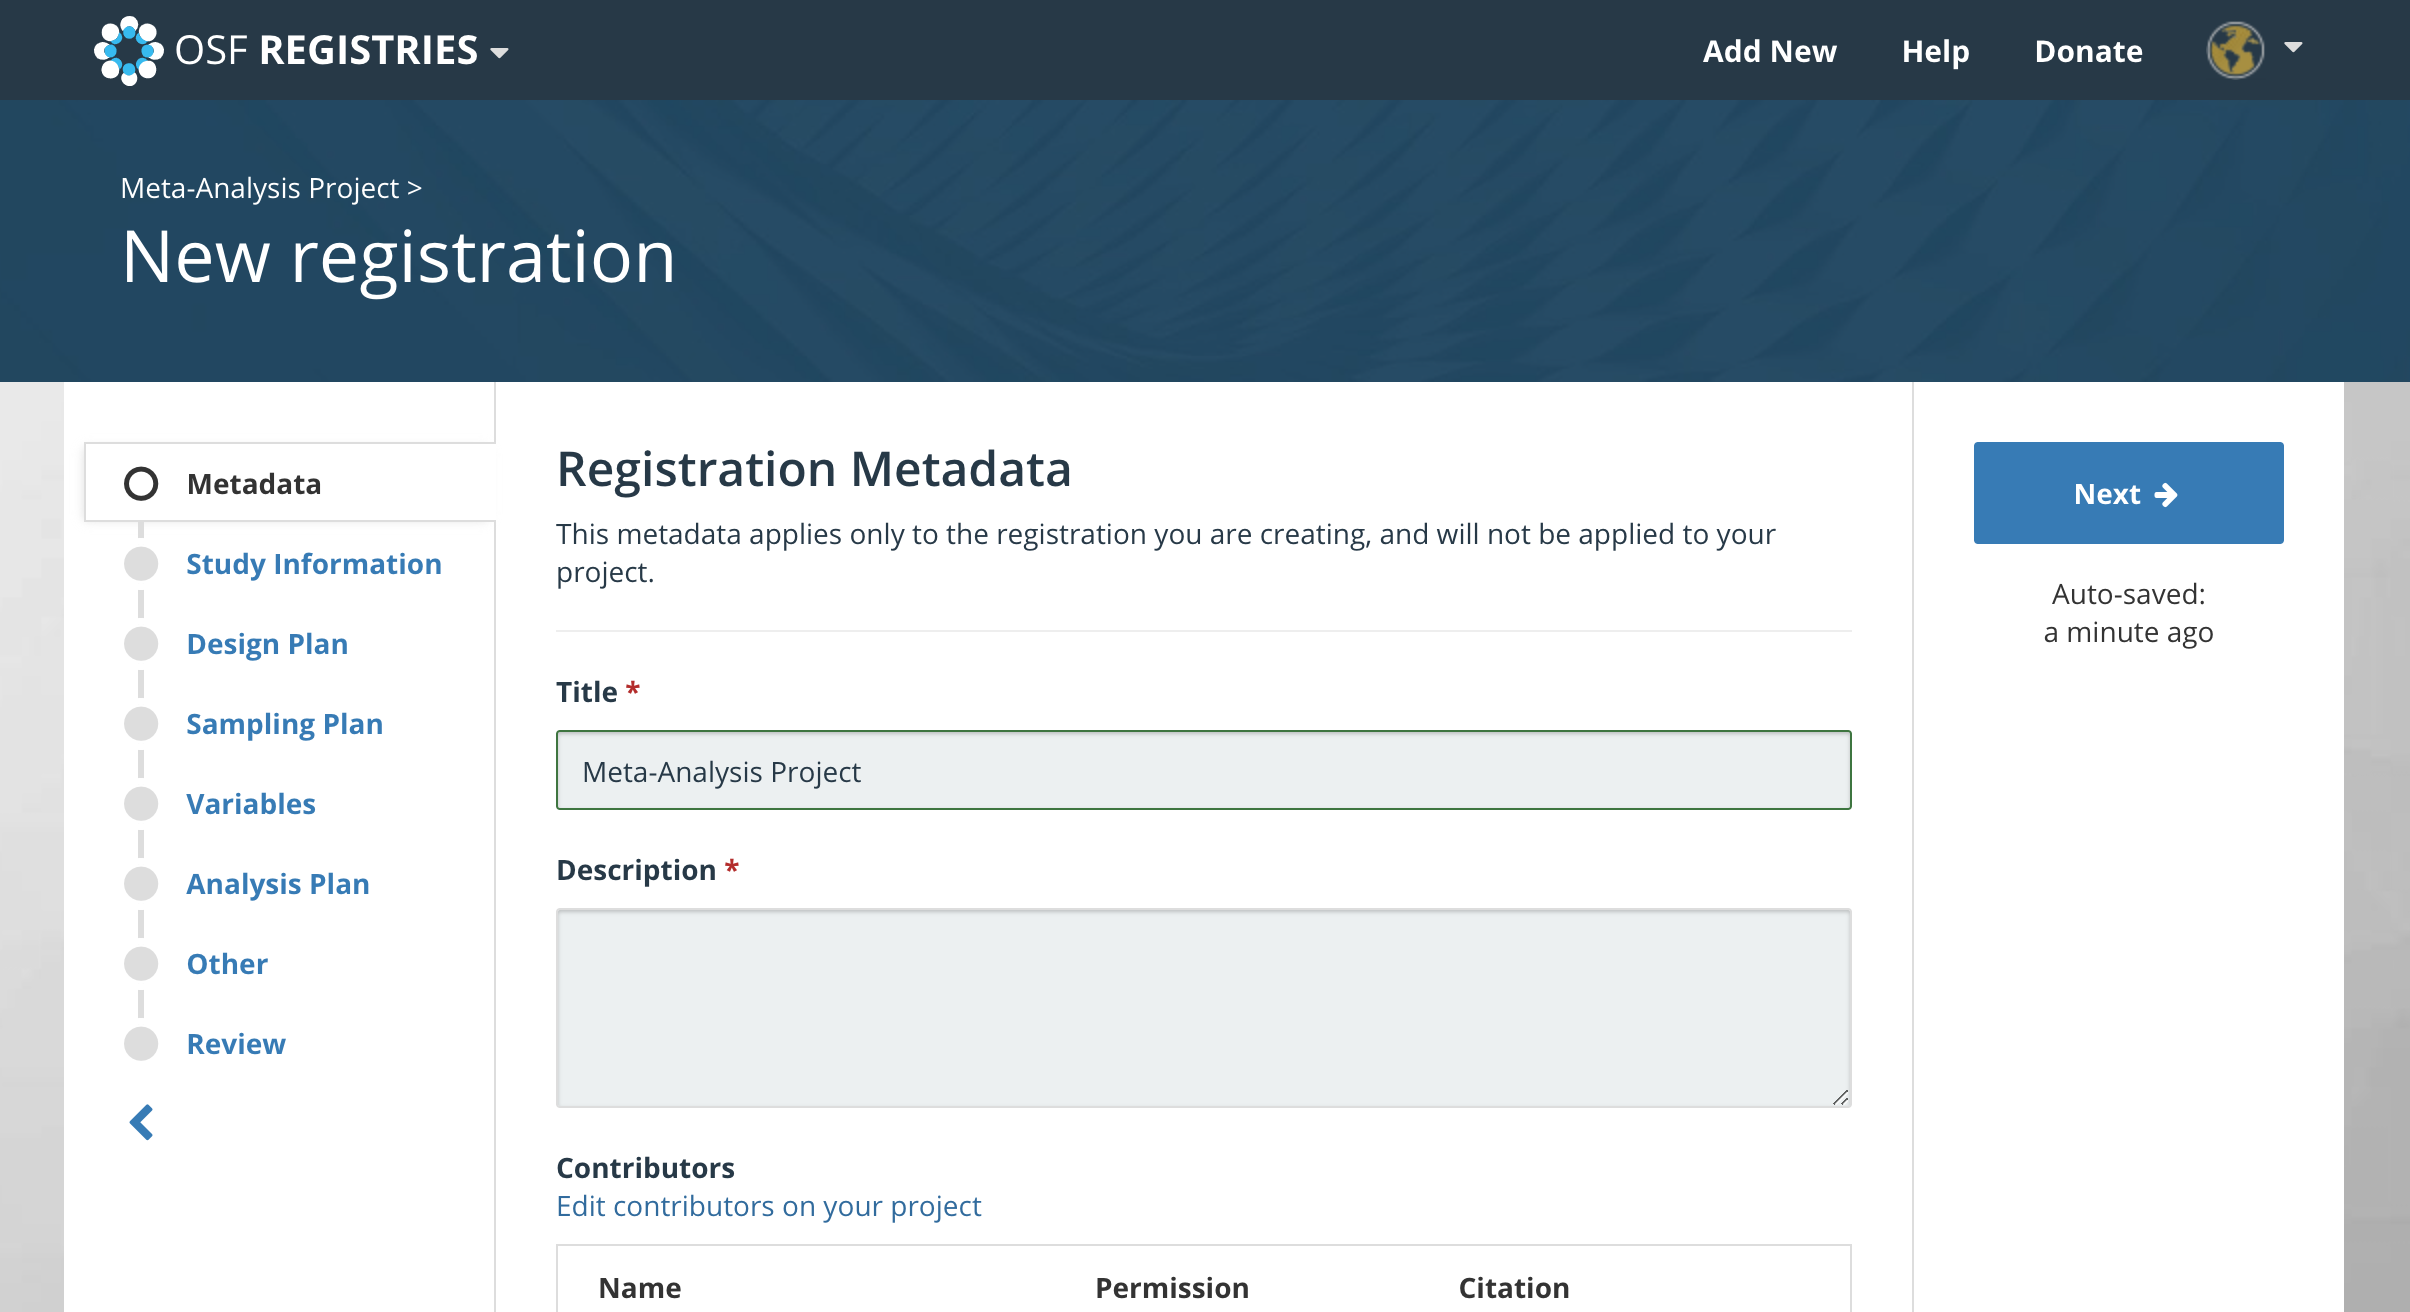 OSF REGISTRIES
Add New
Help
Donate
Meta-Analysis Project >
New registration
Metadata
Study Information
Design Plan
Sampling Plan
Variables
Analysis Plan
Other
Review
Registration Metadata
This metadata applies only to the registration you are creating, and will not be applied to your
project.
Title *
Meta-Analysis Project
Description *
Contributors
Edit contributors on your project
Name
Permission
Citation
Next
Auto-saved:
a minute ago